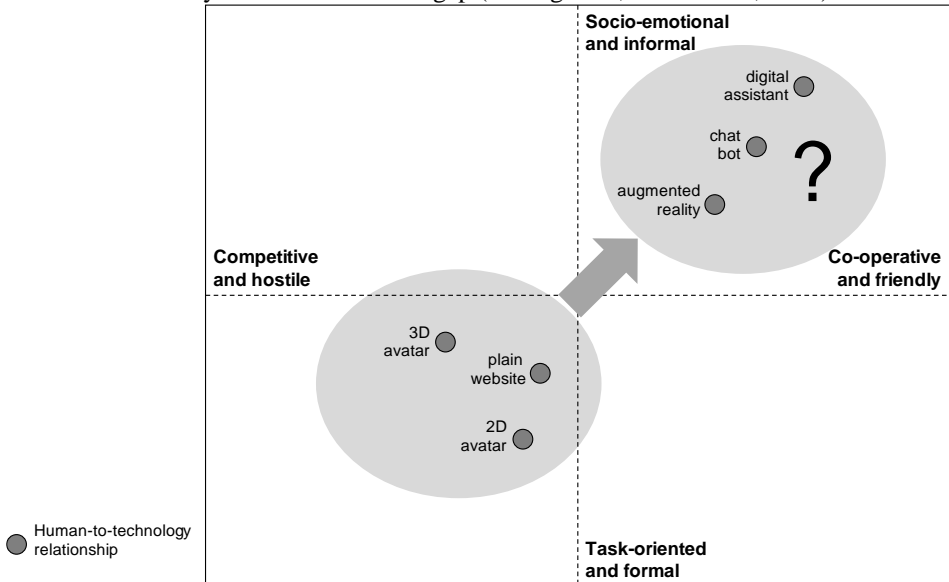 Socio-emotional
and informal
digital
assistant
chat
bot
?
augmented
reality
Competitive
and hostile
Co-operative
and friendly
3D
avatar
plain
website
2D
avatar
Human-to-technology
relationship
Task-oriented
and formal